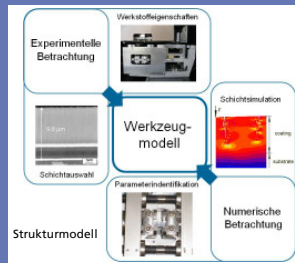 Werkstoffeigenschaften
Experimentelle
Betrachtung
Schichtsimulation
F
coating
substrate
Werkzeug-
modell
Schichtauswahl
Parameteridentifikation
Numerische
Betrachtung
Strukturmodell